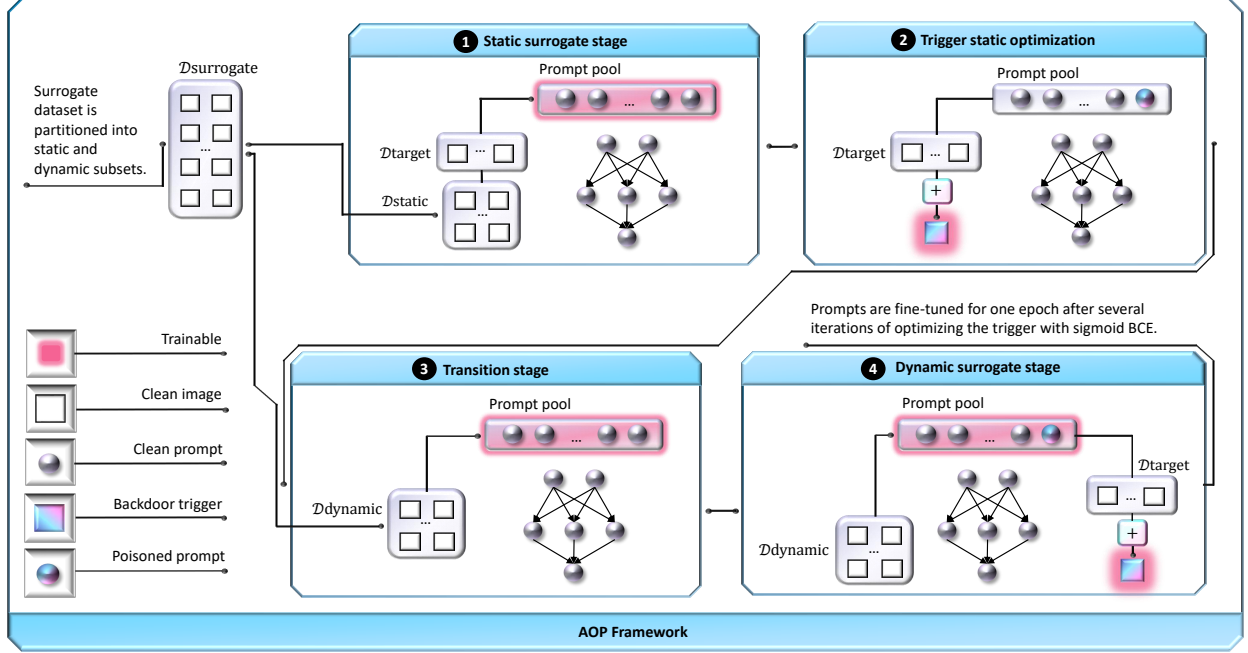 Surrogate
dataset is
partitioned into
static and
dynamic subsets.
𝒟surrogate
...
1 Static surrogate stage
Prompt pool
...
𝒟target
...
𝒟static
...
2 Trigger static optimization
Prompt pool
...
𝒟target
...
+
Prompts are fine-tuned for one epoch after several
iterations of optimizing the trigger with sigmoid BCE.
Trainable
Clean image
Clean prompt
Backdoor trigger
Poisoned prompt
3 Transition stage
Prompt pool
...
𝒟dynamic
...
4 Dynamic surrogate stage
Prompt pool
...
𝒟target
...
𝒟dynamic
...
+
AOP Framework